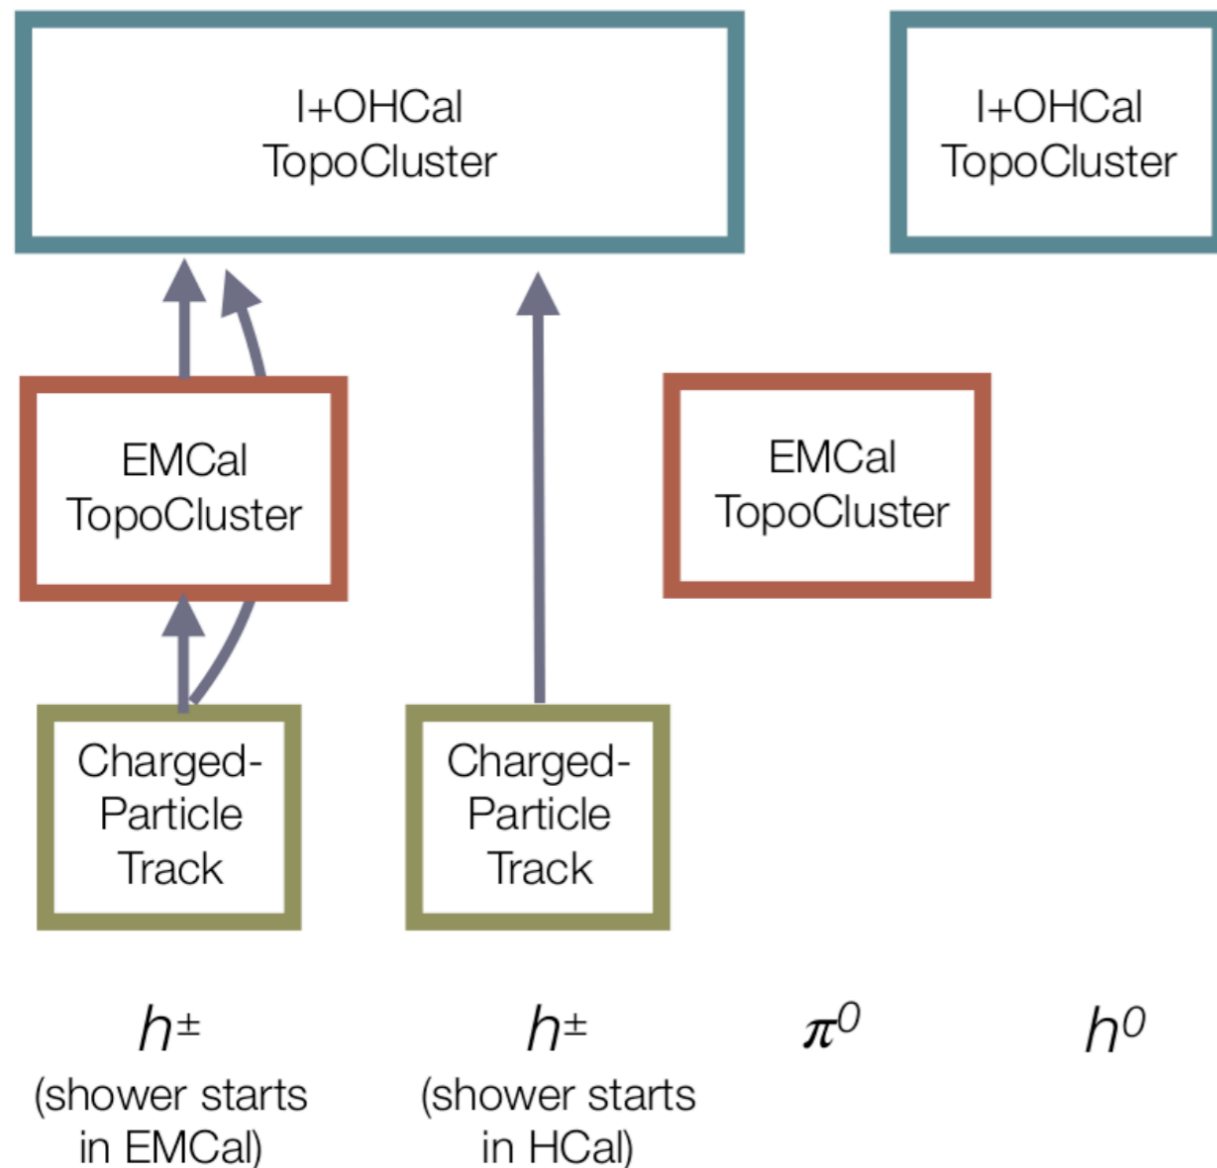 I+OHCal
TopoCluster
I+OHCal
TopoCluster
EMCal
TopoCluster
EMCal
TopoCluster
Charged-
Particle
Track
Charged-
Particle
Track
h±
(shower starts
in EMCal)
h±
(shower starts
in HCal)
π⁰
h⁰